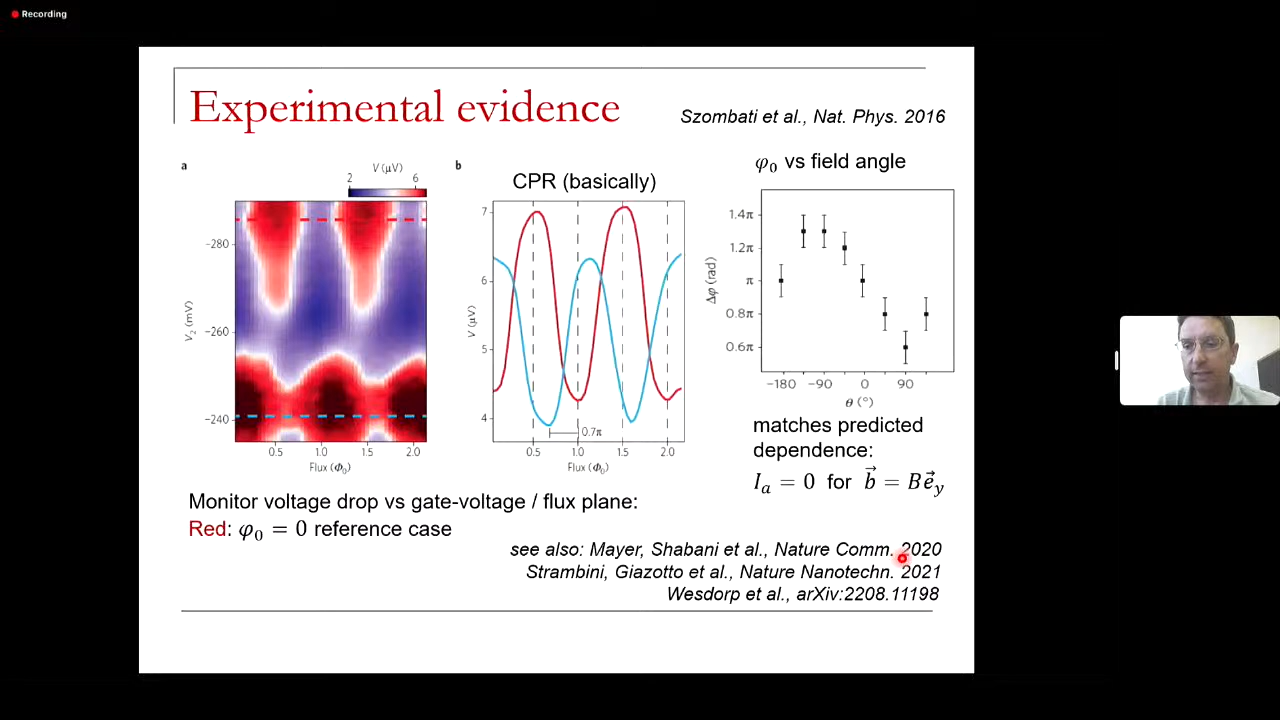 Recording
Experimental evidence
Szombati et al., Nat. Phys. 2016
a
V (μV)
2 6
−280
−260
−240
V₂ (mV)
0.5 1.0 1.5 2.0
Flux (Φ₀)
b
CPR (basically)
7
6
5
4
V (μV)
0.7π
0.5 1.0 1.5 2.0
Flux (Φ₀)
φ₀ vs field angle
1.4π
1.2π
π
0.8π
0.6π
Δφ (rad)
−180 −90 0 90
θ (°)
matches predicted
dependence:
I_a = 0 for b⃗ = Be⃗_y
Monitor voltage drop vs gate-voltage / flux plane:
Red: φ₀ = 0 reference case
see also: Mayer, Shabani et al., Nature Comm. 2020
Strambini, Giazotto et al., Nature Nanotechn. 2021
Wesdorp et al., arXiv:2208.11198